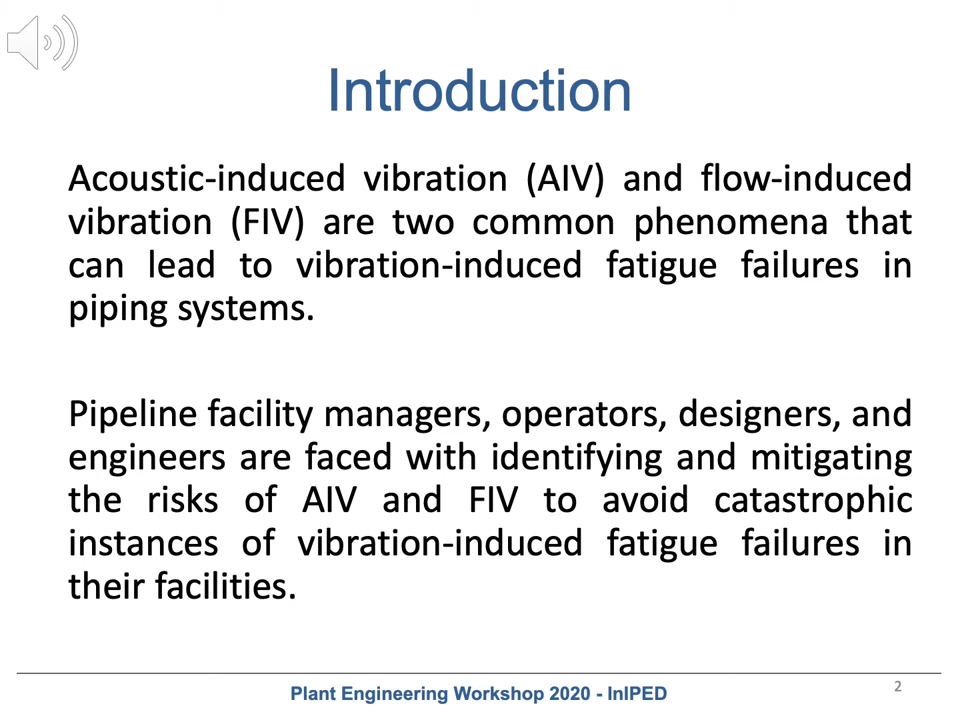 Introduction
Acoustic-induced vibration (AIV) and flow-induced
vibration (FIV) are two common phenomena that
can lead to vibration-induced fatigue failures in
piping systems.
Pipeline facility managers, operators, designers, and
engineers are faced with identifying and mitigating
the risks of AIV and FIV to avoid catastrophic
instances of vibration-induced fatigue failures in
their facilities.
Plant Engineering Workshop 2020 - InIPED
2